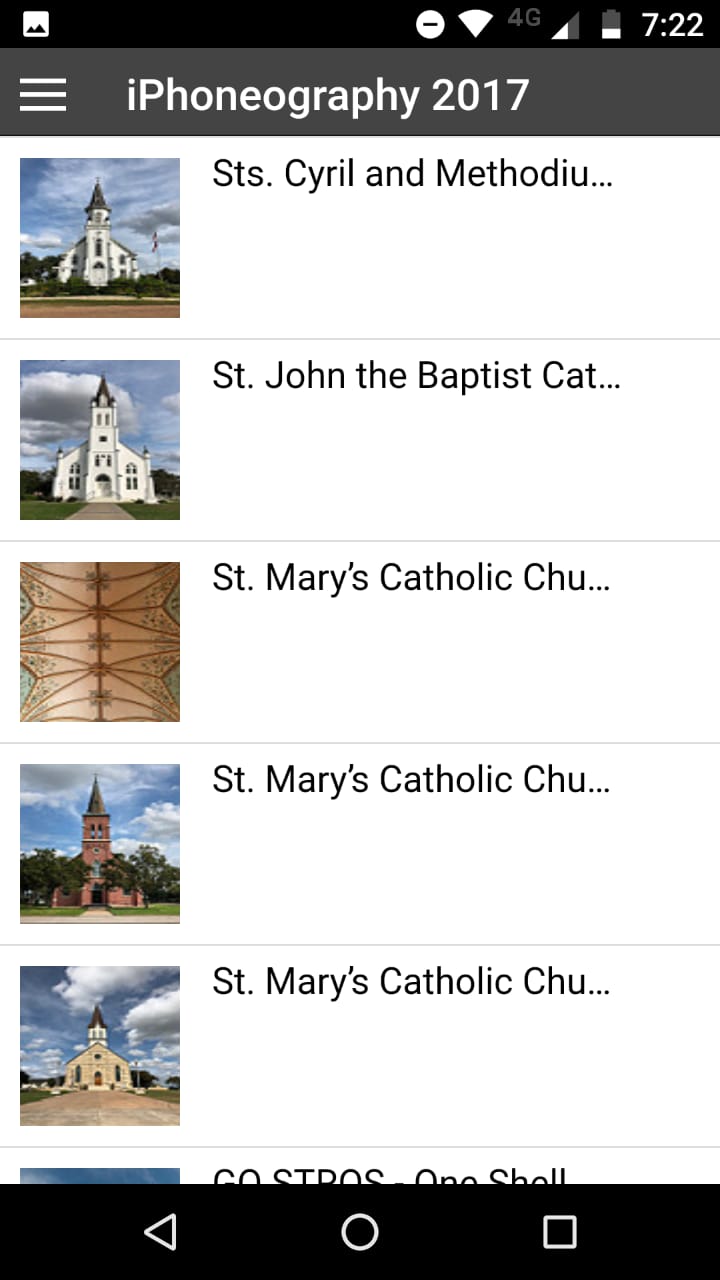 4G 7:22
iPhoneography 2017
Sts. Cyril and Methodiu...
St. John the Baptist Cat...
St. Mary’s Catholic Chu...
St. Mary’s Catholic Chu...
St. Mary’s Catholic Chu...
GO STROS - One Shell